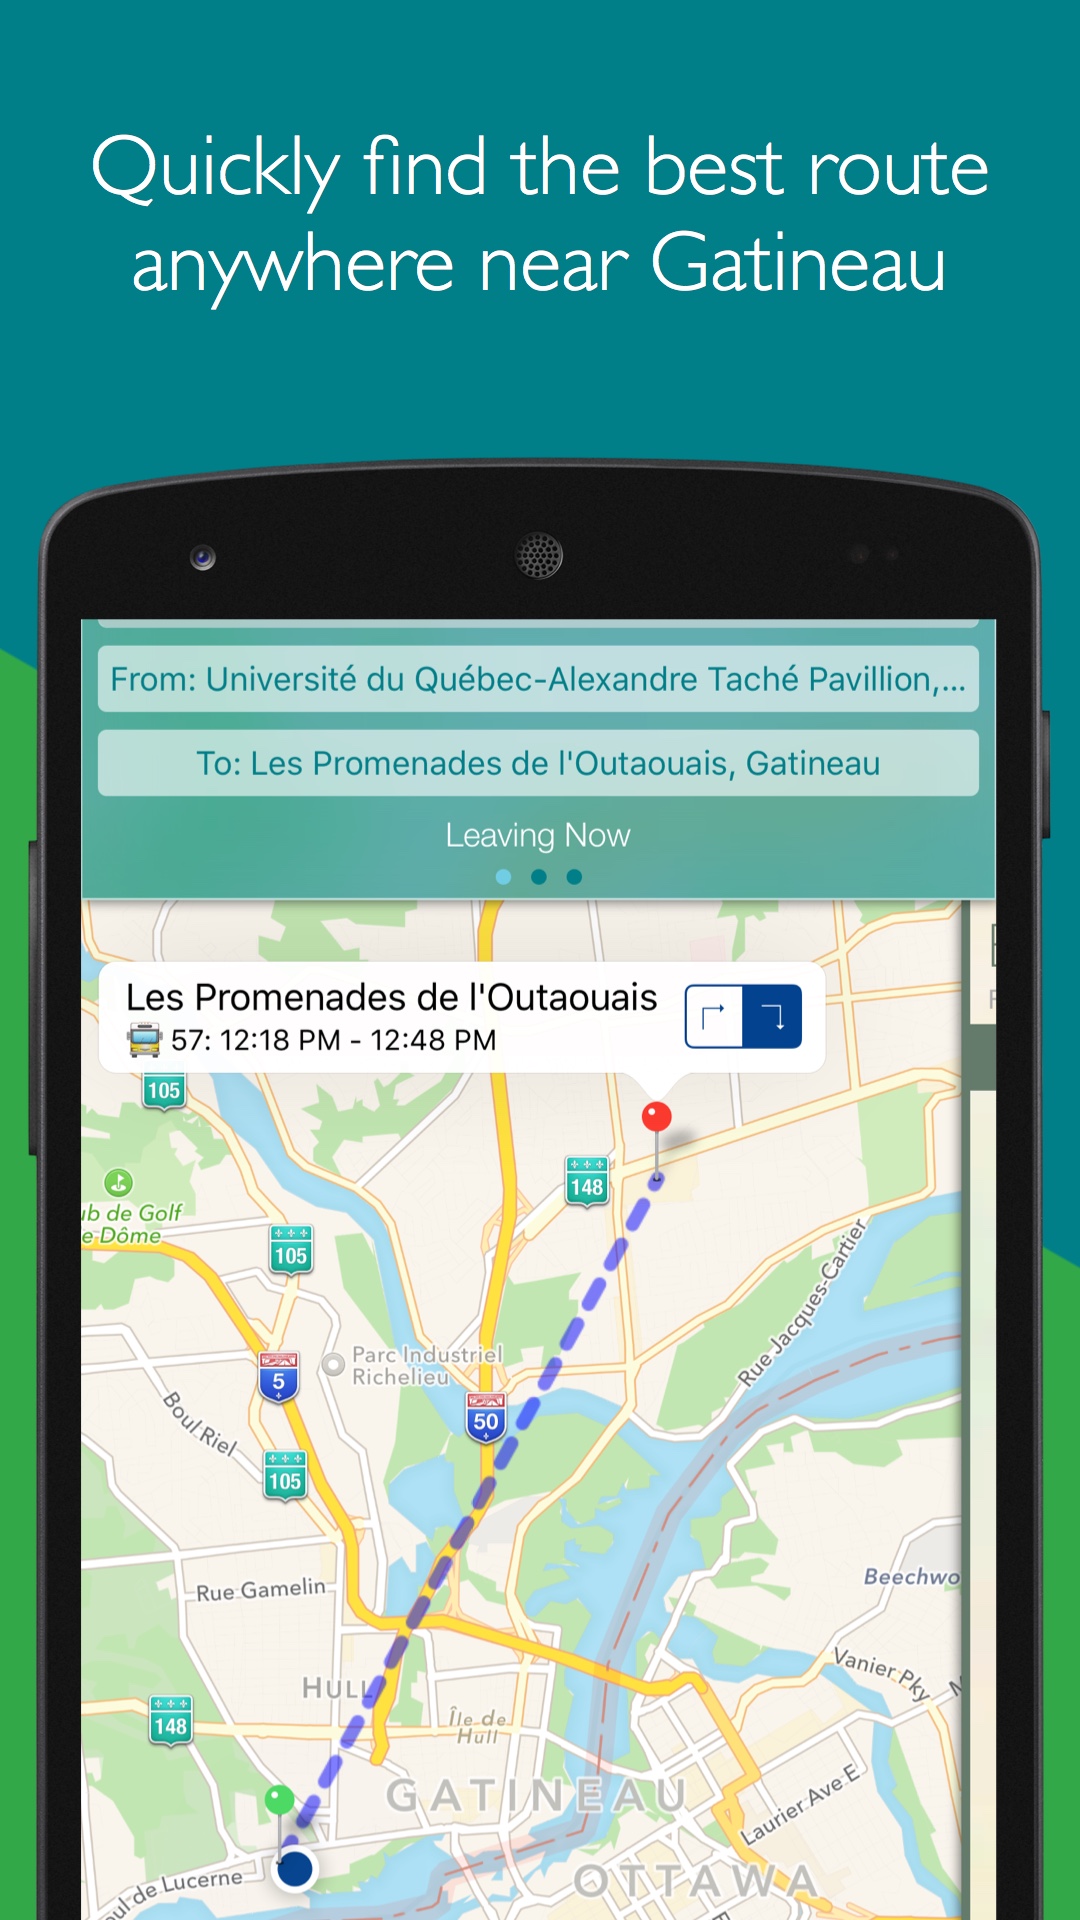 Quickly find the best route
anywhere near Gatineau
From: Université du Québec-Alexandre Taché Pavillion,...
To: Les Promenades de l'Outaouais, Gatineau
Leaving Now
Les Promenades de l'Outaouais
57: 12:18 PM - 12:48 PM
105
148
ub de Golf
e Dôme
105
Rue Jacques-Cartier
Parc Industriel
Richelieu
5
50
Boul Riel
105
Rue Gamelin
Beechwo
Vanier Pky
HULL
148
Île de
Hull
GATINEAU
Laurier Ave E
OTTAWA
oul de Lucerne